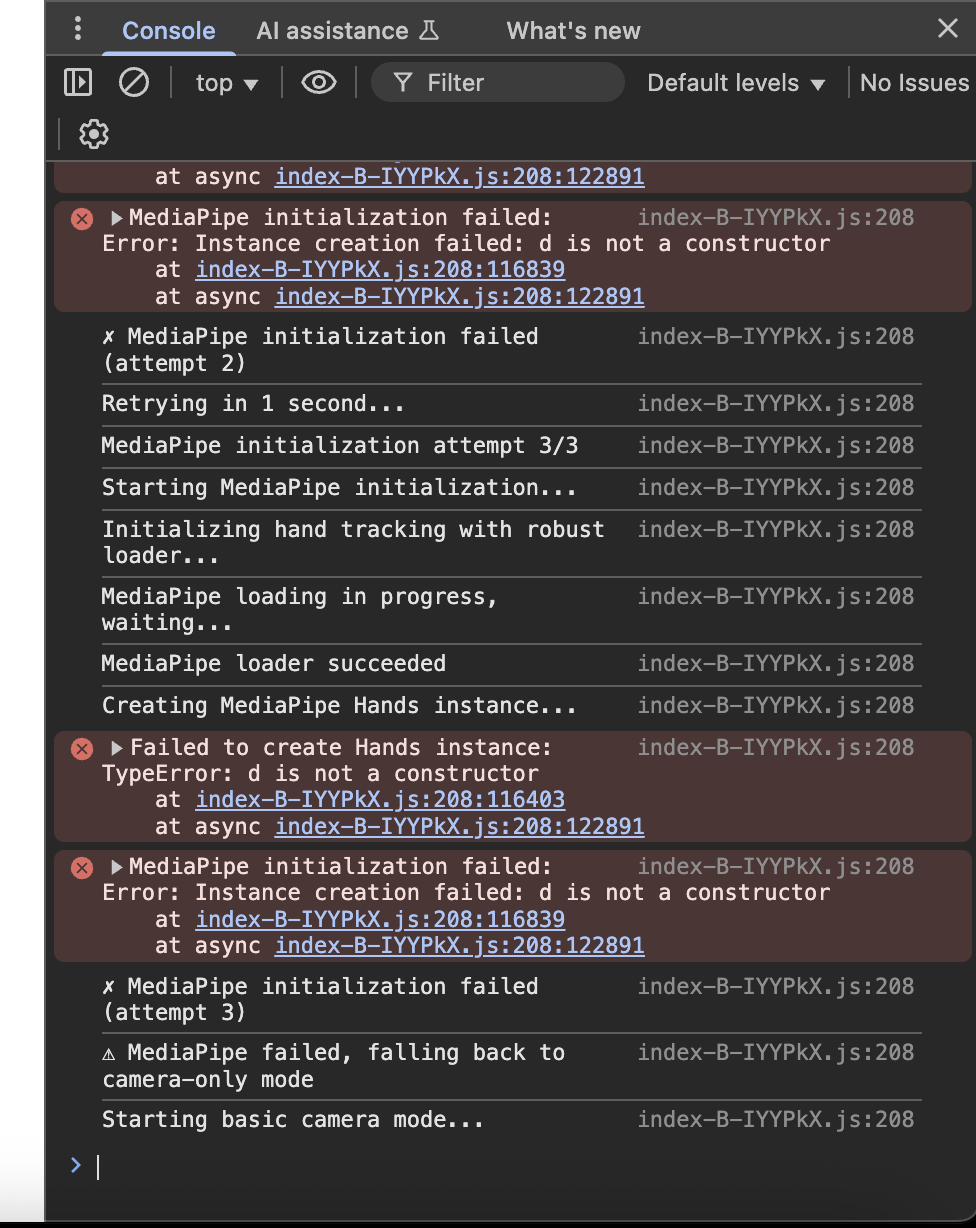 Console
AI assistance
What's new
top
Filter
Default levels
No Issues
at async index-B-IYYPkX.js:208:122891
MediaPipe initialization failed: index-B-IYYPkX.js:208
Error: Instance creation failed: d is not a constructor
at index-B-IYYPkX.js:208:116839
at async index-B-IYYPkX.js:208:122891
✗ MediaPipe initialization failed index-B-IYYPkX.js:208
(attempt 2)
Retrying in 1 second... index-B-IYYPkX.js:208
MediaPipe initialization attempt 3/3 index-B-IYYPkX.js:208
Starting MediaPipe initialization... index-B-IYYPkX.js:208
Initializing hand tracking with robust index-B-IYYPkX.js:208
loader...
MediaPipe loading in progress, index-B-IYYPkX.js:208
waiting...
MediaPipe loader succeeded index-B-IYYPkX.js:208
Creating MediaPipe Hands instance... index-B-IYYPkX.js:208
Failed to create Hands instance: index-B-IYYPkX.js:208
TypeError: d is not a constructor
at index-B-IYYPkX.js:208:116403
at async index-B-IYYPkX.js:208:122891
MediaPipe initialization failed: index-B-IYYPkX.js:208
Error: Instance creation failed: d is not a constructor
at index-B-IYYPkX.js:208:116839
at async index-B-IYYPkX.js:208:122891
✗ MediaPipe initialization failed index-B-IYYPkX.js:208
(attempt 3)
⚠ MediaPipe failed, falling back to index-B-IYYPkX.js:208
camera-only mode
Starting basic camera mode... index-B-IYYPkX.js:208